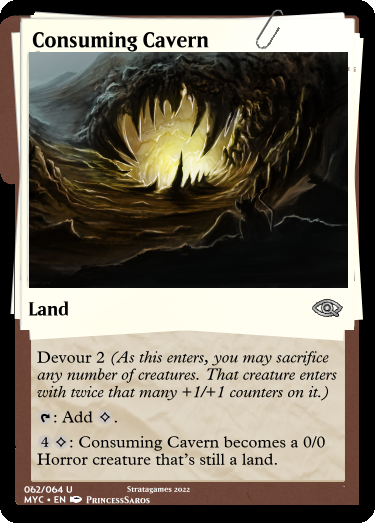 Consuming Cavern
Land
Devour 2 (As this enters, you may sacrifice
any number of creatures. That creature enters
with twice that many +1/+1 counters on it.)
: Add .
4 : Consuming Cavern becomes a 0/0
Horror creature that's still a land.
062/064 U
Stratagames 2022
MYC • EN PrincessSaros